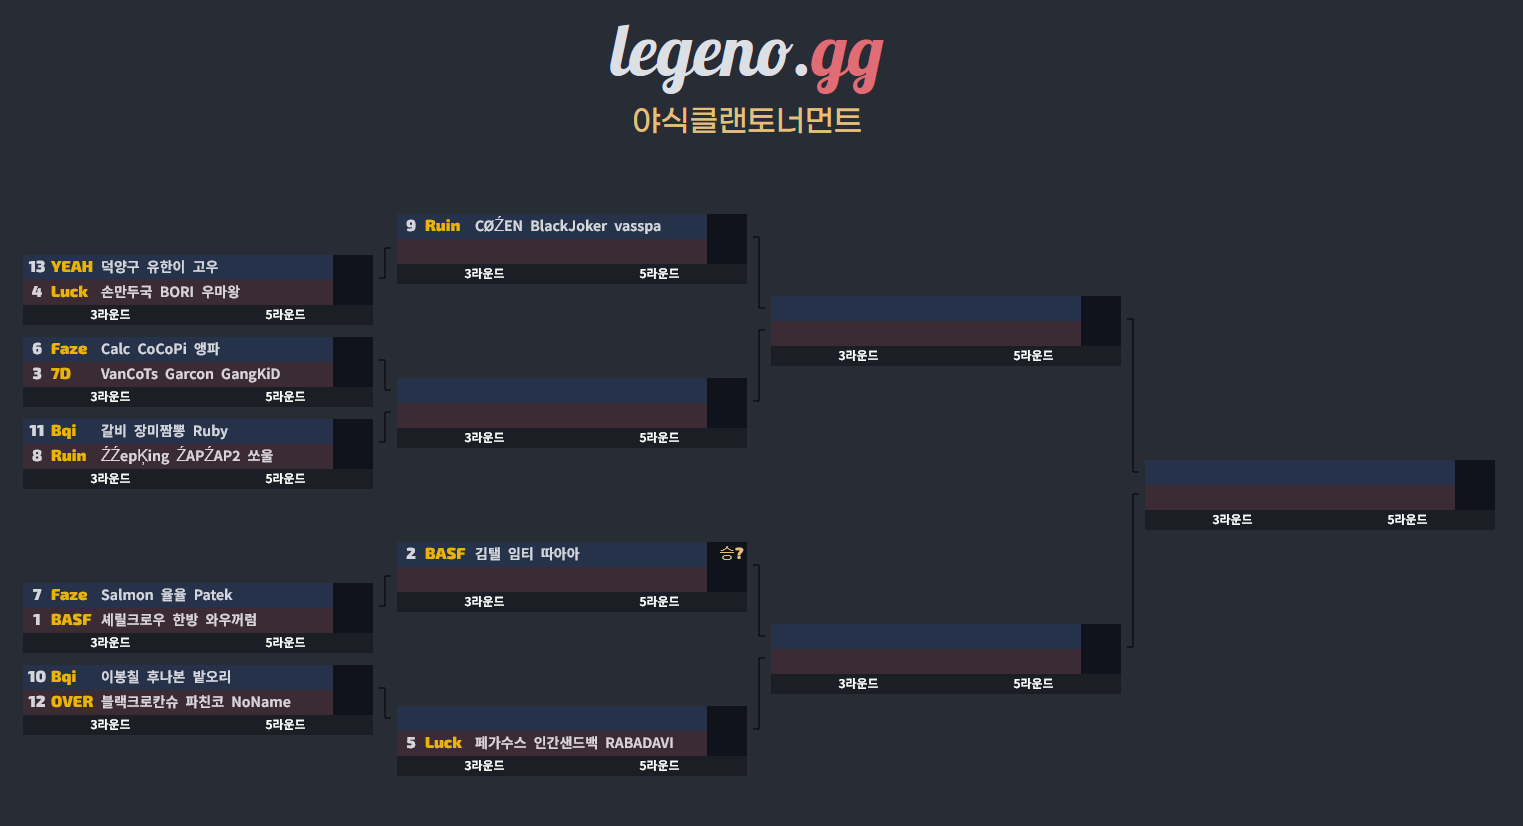 legeno.gg
야식클랜토너먼트
9 Ruin CØŹEN BlackJoker vasspa
3라운드 5라운드
13 YEAH 덕양구 유한이 고우
4 Luck 손만두국 BORI 우마왕
3라운드 5라운드
6 Faze Calc CoCoPi 앵파
3 7D VanCoTs Garcon GangKiD
3라운드 5라운드
11 Bqi 갈비 장미짬뽕 Ruby
8 Ruin ŹŹepĶing ŹAPŹAP2 쏘울
3라운드 5라운드
3라운드 5라운드
3라운드 5라운드
2 BASF 김탤 임티 따아아 승?
3라운드 5라운드
7 Faze Salmon 율율 Patek
1 BASF 셰릴크로우 한방 와우꺼럼
3라운드 5라운드
10 Bqi 이봉칠 후나본 밭오리
12 OVER 블랙크로칸슈 파친코 NoName
3라운드 5라운드
5 Luck 페가수스 인간샌드백 RABADAVI
3라운드 5라운드
3라운드 5라운드
3라운드 5라운드